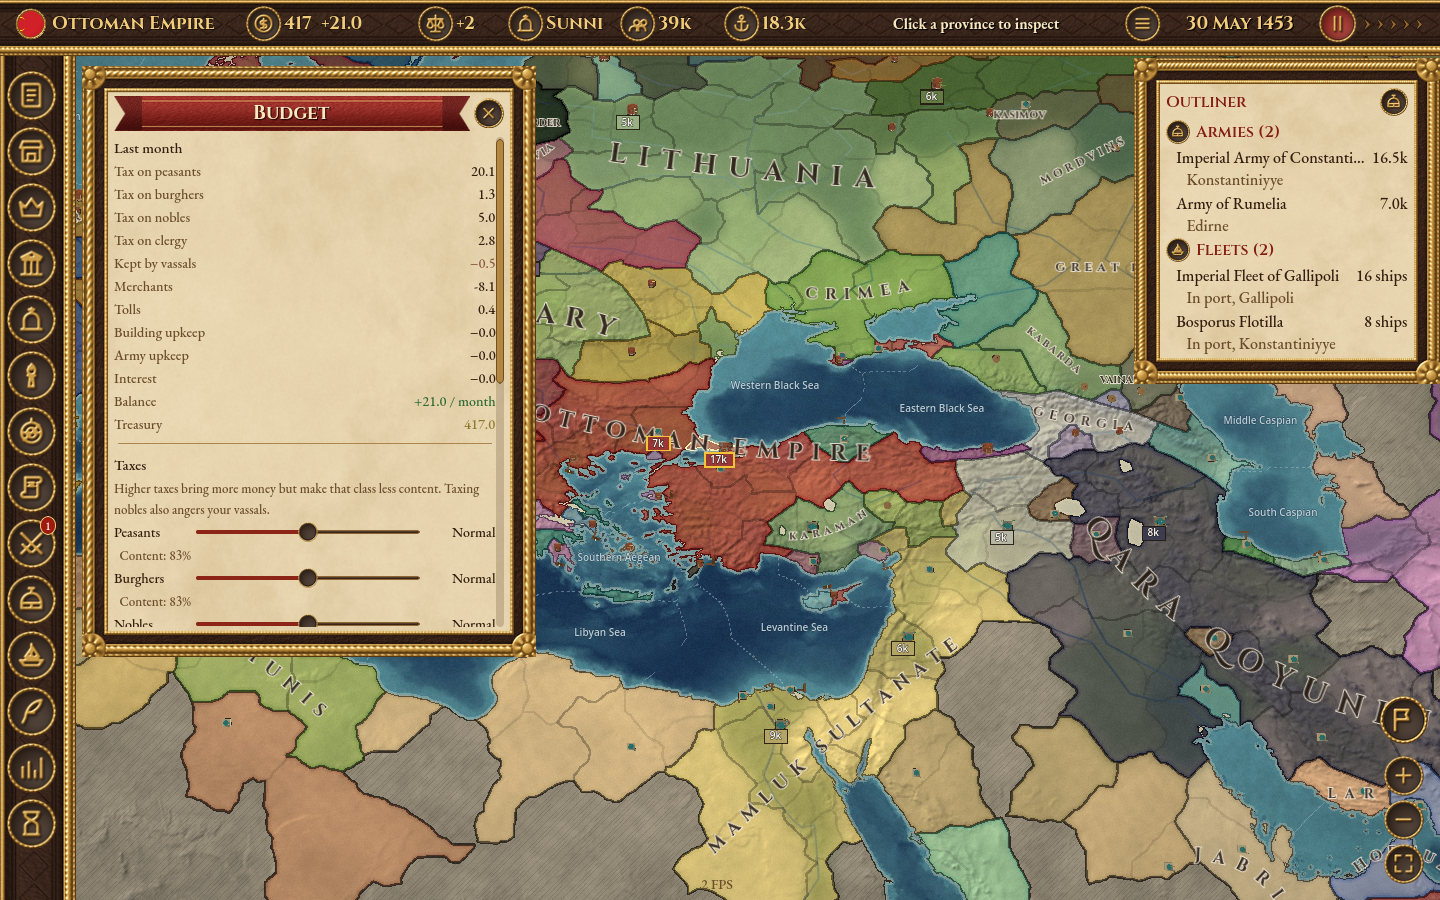 Ottoman Empire 417 +21.0 +2 Sunni 39k 18.3k Click a province to inspect 30 May 1453
Budget
Last month
Tax on peasants 20.1
Tax on burghers 1.3
Tax on nobles 5.0
Tax on clergy 2.8
Kept by vassals −0.5
Merchants -8.1
Tolls 0.4
Building upkeep −0.0
Army upkeep −0.0
Interest −0.0
Balance +21.0 / month
Treasury 417.0
Taxes
Higher taxes bring more money but make that class less content. Taxing
nobles also angers your vassals.
Peasants Normal
Content: 83%
Burghers Normal
Content: 83%
Nobles Normal
1
Outliner
Armies (2)
Imperial Army of Constanti... 16.5k
Konstantiniyye
Army of Rumelia 7.0k
Edirne
Fleets (2)
Imperial Fleet of Gallipoli 16 ships
In port, Gallipoli
Bosporus Flotilla 8 ships
In port, Konstantiniyye
6k
5k
KASIMOV
LITHUANIA
MORDVINS
GREAT
CRIMEA
ARY
KABARDA
Western Black Sea
Eastern Black Sea
GEORGIA
Middle Caspian
OTTOMAN EMPIRE
7k
17k
South Caspian
KARAMAN
5k
8k
Southern Aegean
QARA QOYUN
Libyan Sea
Levantine Sea
6k
TUNIS
MAMLUK SULTANATE
9k
LAR
JABRI
2 FPS